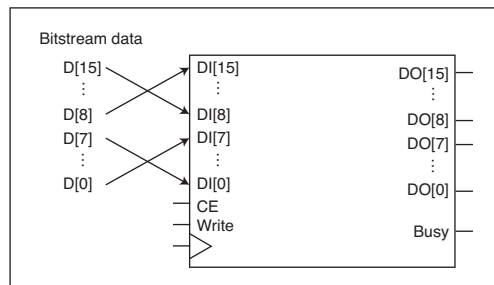 Bitstream data
D[15] DI[15] DO[15]
⋮ ⋮ ⋮
D[8] DI[8] DO[8]
D[7] DI[7] DO[7]
⋮ ⋮ ⋮
D[0] DI[0] DO[0]
CE
Write
Busy